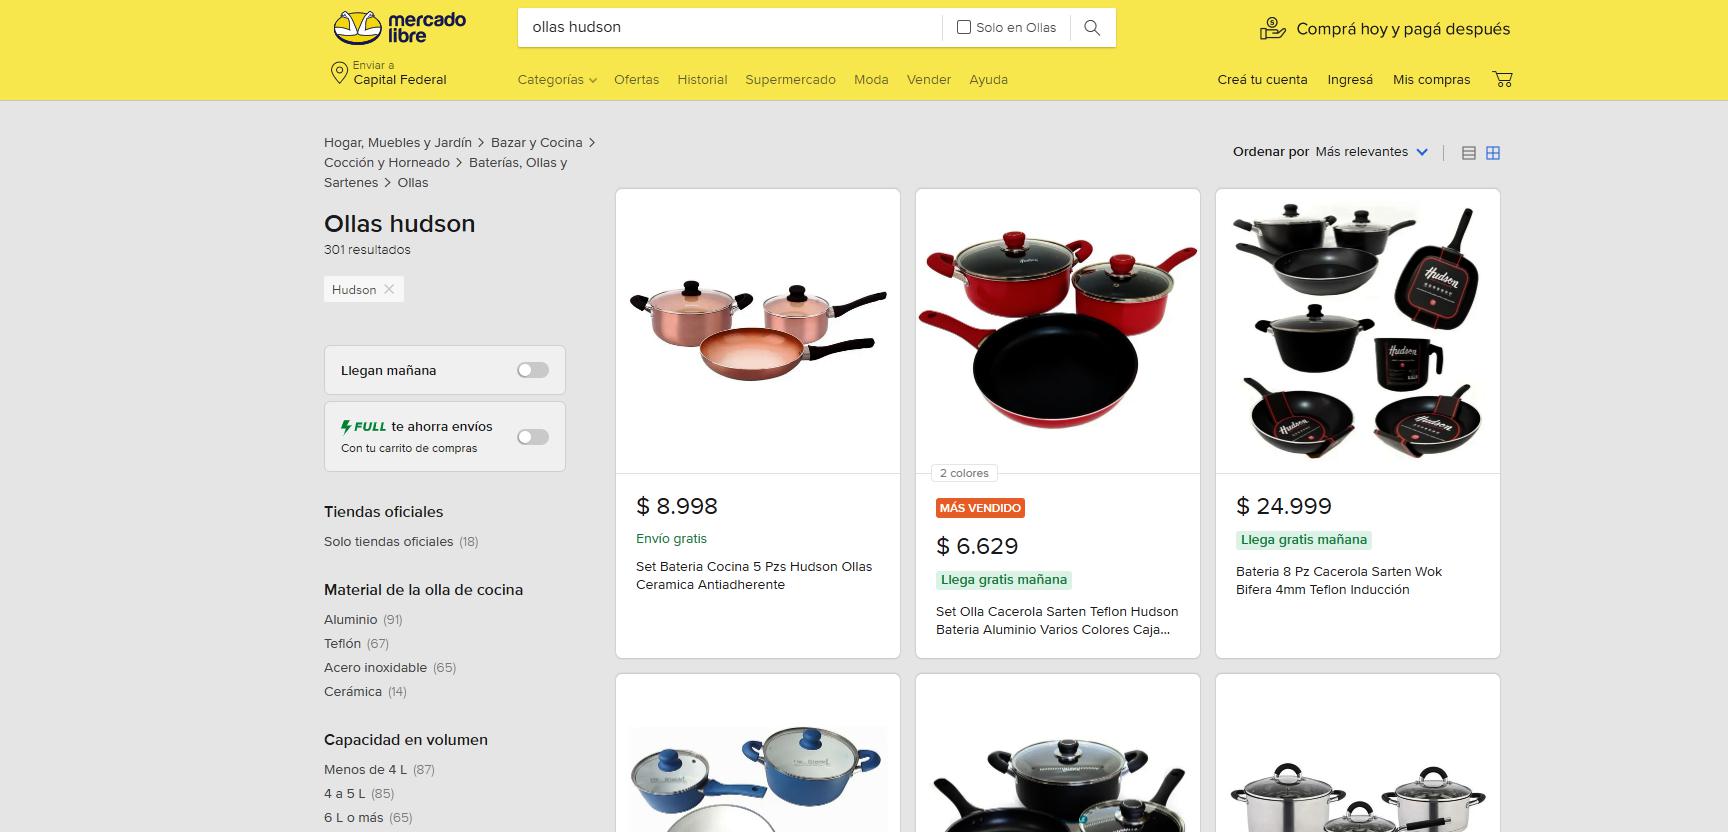 mercado
libre
ollas hudson
Solo en Ollas
Comprá hoy y pagá después
Enviar a
Capital Federal
Categorías
Ofertas
Historial
Supermercado
Moda
Vender
Ayuda
Creá tu cuenta
Ingresá
Mis compras
Hogar, Muebles y Jardín > Bazar y Cocina >
Cocción y Horneado > Baterías, Ollas y
Sartenes > Ollas
Ordenar por Más relevantes
Ollas hudson
301 resultados
Hudson
Llegan mañana
FULL te ahorra envíos
Con tu carrito de compras
Tiendas oficiales
Solo tiendas oficiales (18)
Material de la olla de cocina
Aluminio (91)
Teflón (67)
Acero inoxidable (65)
Cerámica (14)
Capacidad en volumen
Menos de 4 L (87)
4 a 5 L (85)
6 L o más (65)
$ 8.998
Envío gratis
Set Bateria Cocina 5 Pzs Hudson Ollas
Ceramica Antiadherente
Hudson
2 colores
MÁS VENDIDO
$ 6.629
Llega gratis mañana
Set Olla Cacerola Sarten Teflon Hudson
Bateria Aluminio Varios Colores Caja...
Hudson
Hudson
Hudson
Hudson
$ 24.999
Llega gratis mañana
Bateria 8 Pz Cacerola Sarten Wok
Bifera 4mm Teflon Inducción